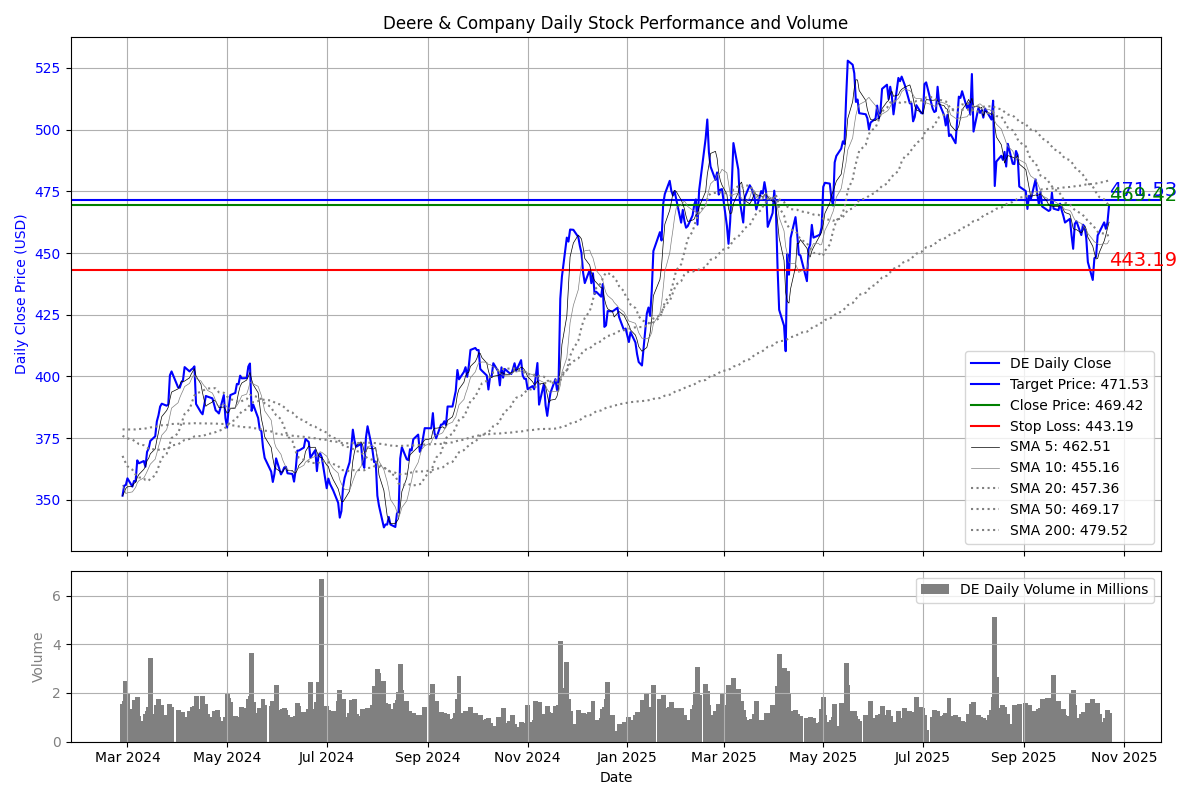 Deere & Company Daily Stock Performance and Volume
Daily Close Price (USD)
525
500
475
450
425
400
375
350
471.53
469.42
443.19
DE Daily Close
Target Price: 471.53
Close Price: 469.42
Stop Loss: 443.19
SMA 5: 462.51
SMA 10: 455.16
SMA 20: 457.36
SMA 50: 469.17
SMA 200: 479.52
Volume
6
4
2
0
DE Daily Volume in Millions
Mar 2024 May 2024 Jul 2024 Sep 2024 Nov 2024 Jan 2025 Mar 2025 May 2025 Jul 2025 Sep 2025 Nov 2025
Date